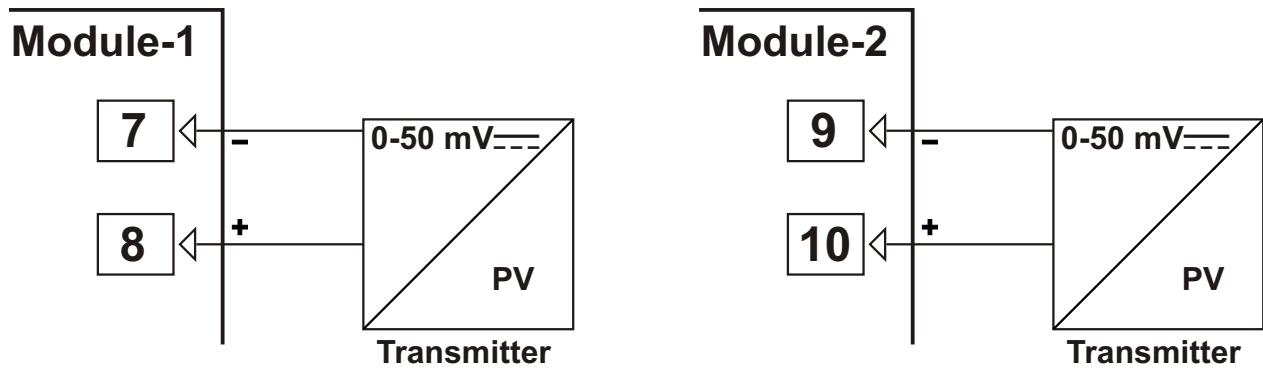 Module-1
7
-
0-50 mV
8
+
PV
Transmitter
Module-2
9
-
0-50 mV
10
+
PV
Transmitter